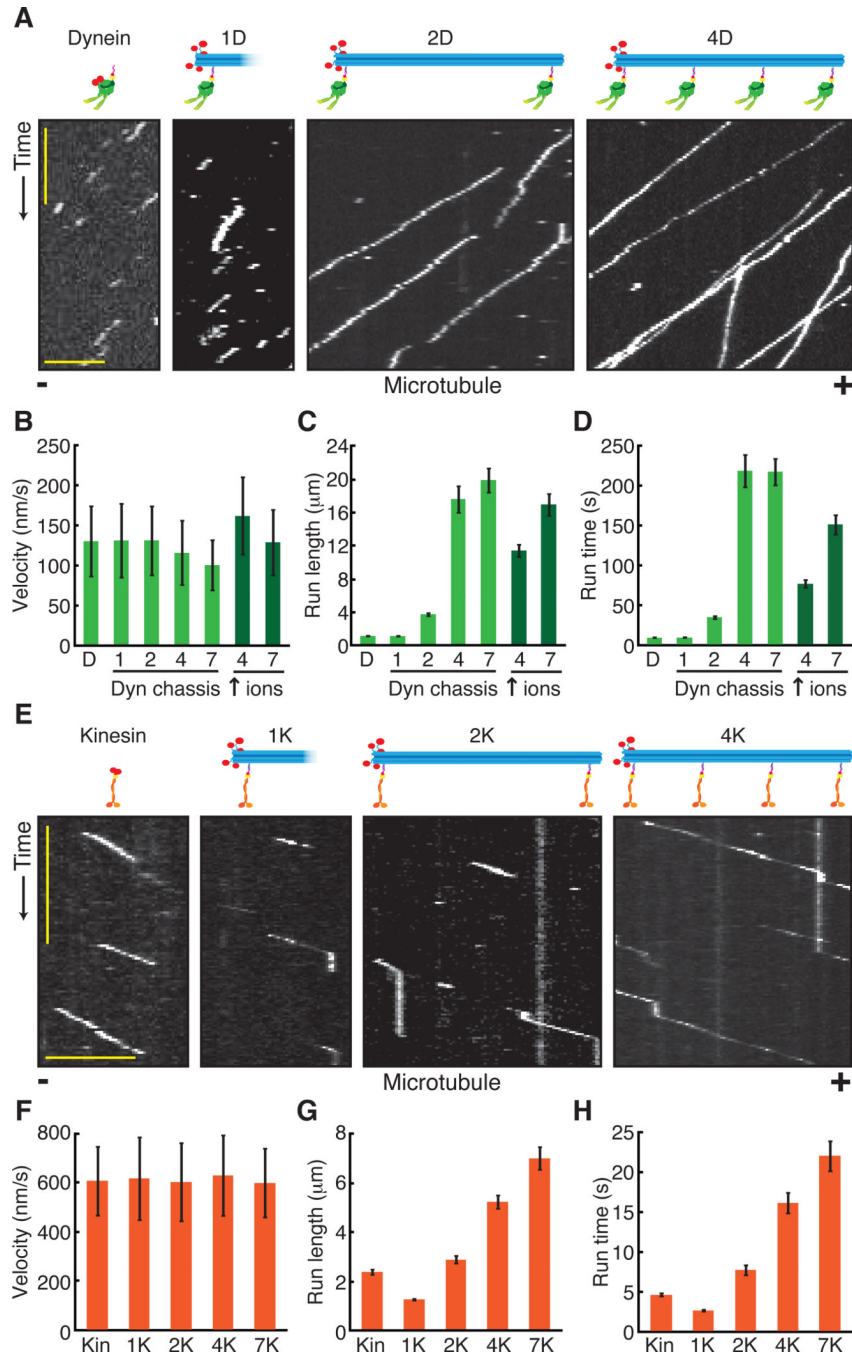 A
Dynein 1D 2D 4D
Time
- Microtubule +
B C D
Velocity (nm/s)
250
200
150
100
50
0
D 1 2 4 7 4 7
Dyn chassis ↑ ions
Run length (μm)
24
20
16
12
8
4
0
D 1 2 4 7 4 7
Dyn chassis ↑ ions
Run time (s)
250
200
150
100
50
0
D 1 2 4 7 4 7
Dyn chassis ↑ ions
E
Kinesin 1K 2K 4K
Time
- Microtubule +
F G H
Velocity (nm/s)
800
600
400
200
0
Kin 1K 2K 4K 7K
Run length (μm)
8
6
4
2
0
Kin 1K 2K 4K 7K
Run time (s)
25
20
15
10
5
0
Kin 1K 2K 4K 7K